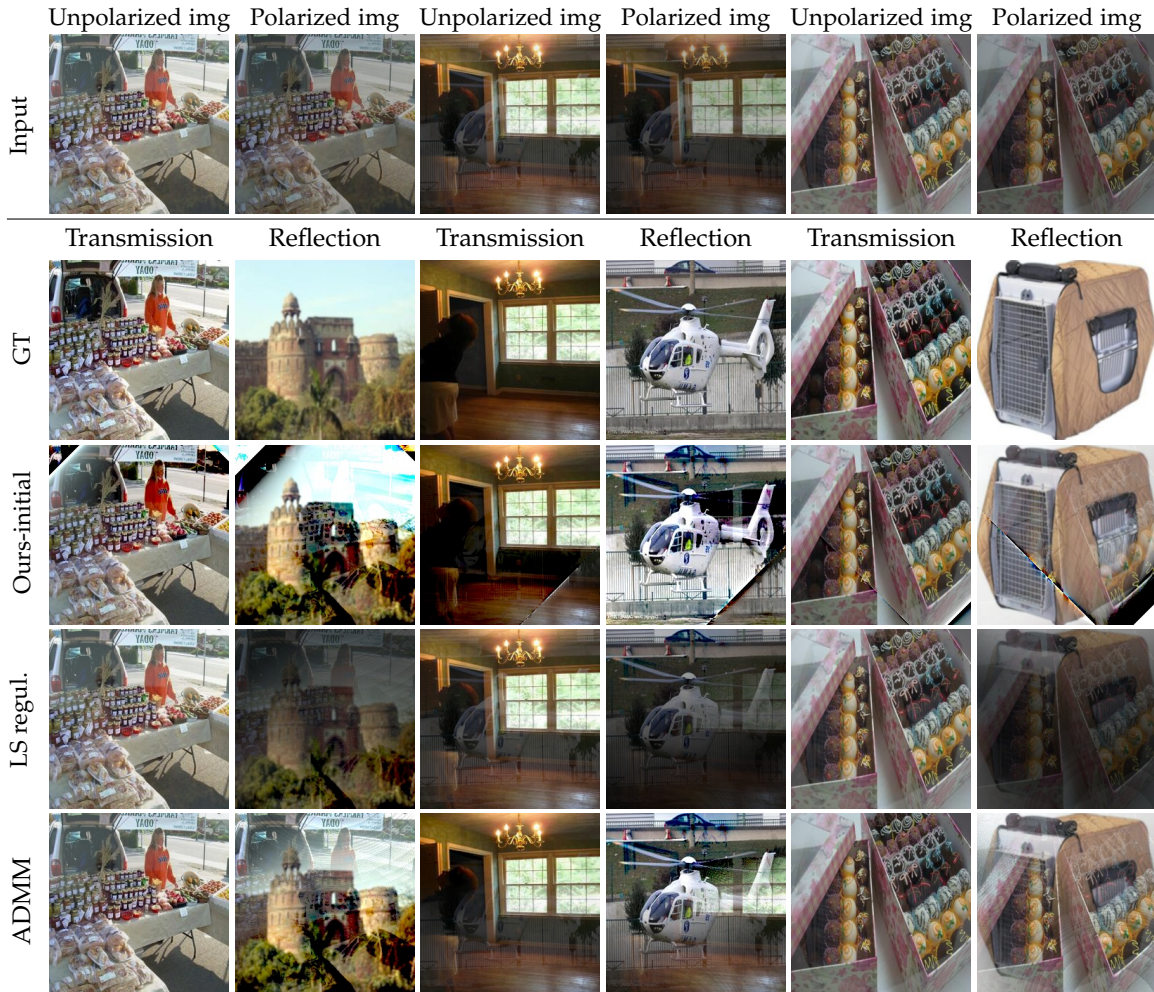 Unpolarized img Polarized img Unpolarized img Polarized img Unpolarized img Polarized img
Input
Transmission Reflection Transmission Reflection Transmission Reflection
GT
Ours-initial
LS regul.
ADMM